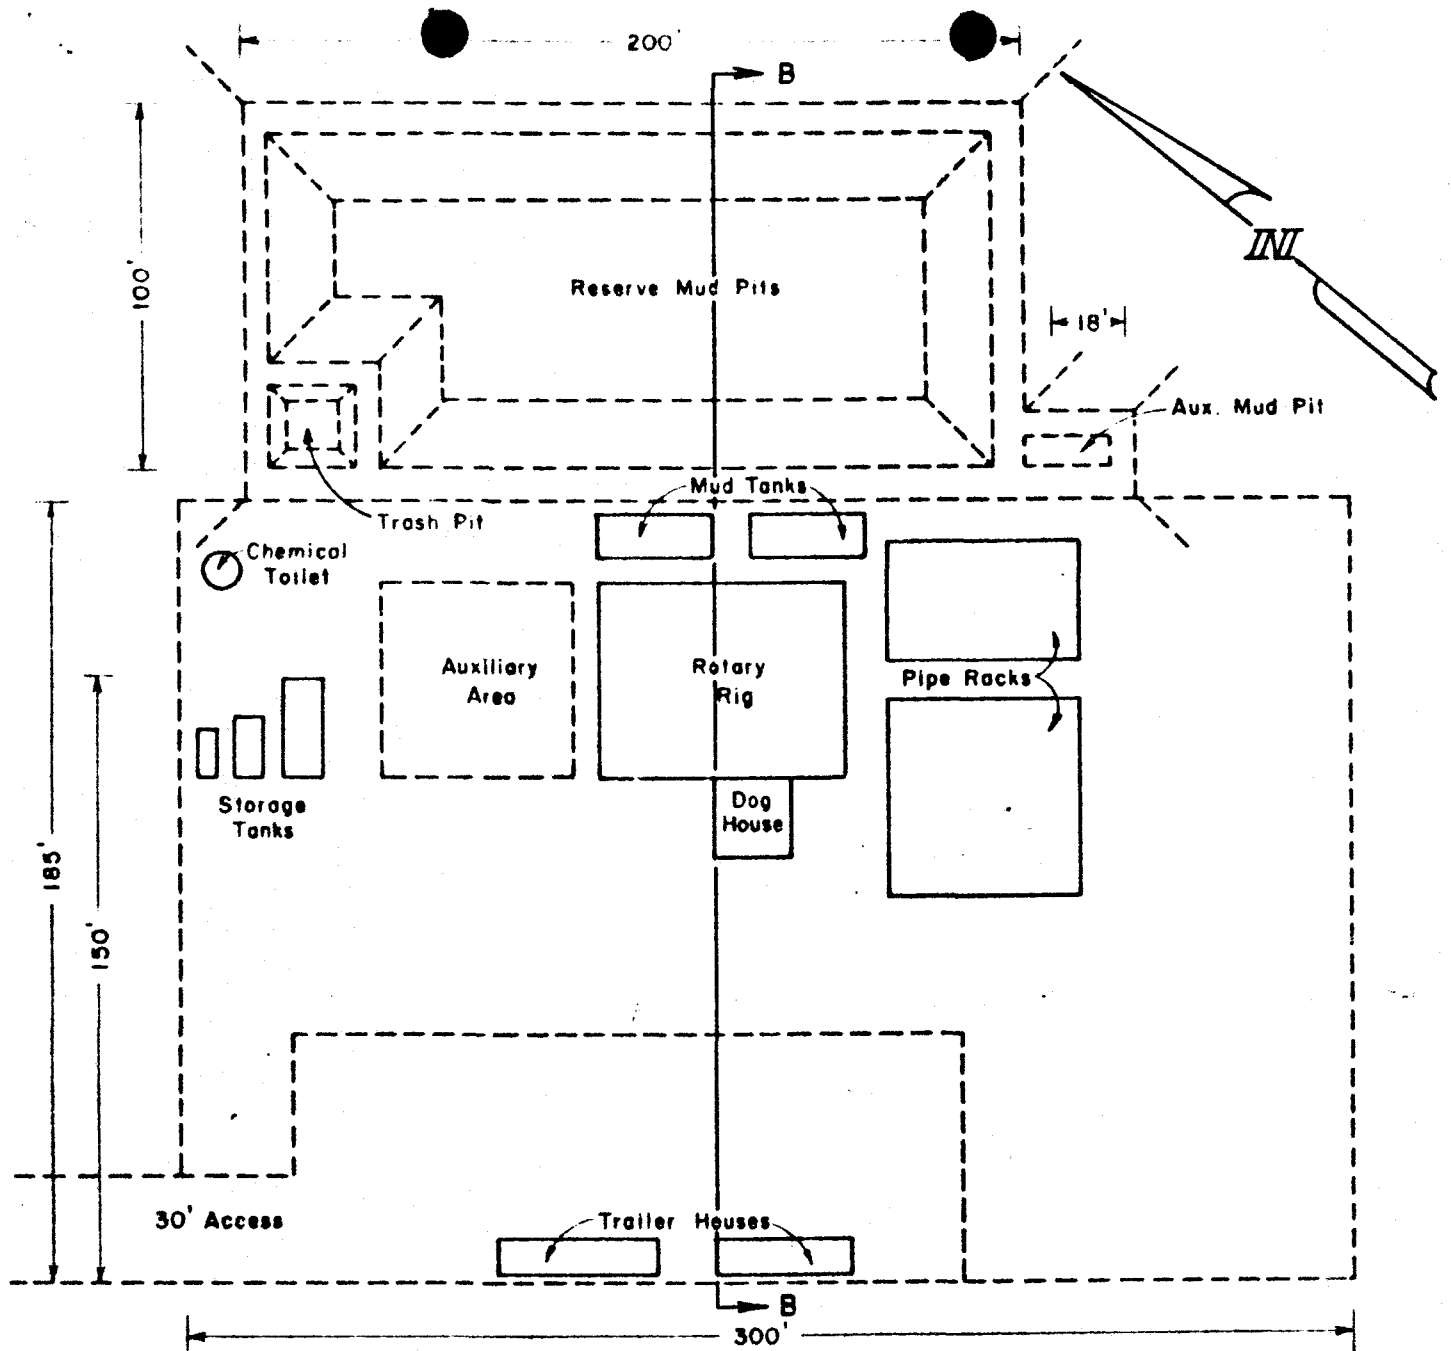 200'
B
100'
Reserve Mud Pits
N
18'
Aux. Mud Pit
Mud Tanks
Trash Pit
Chemical
Toilet
Auxiliary
Area
Rotary
Rig
Pipe Racks
Storage
Tanks
Dog
House
185'
150'
30' Access
Trailer Houses
B
300'